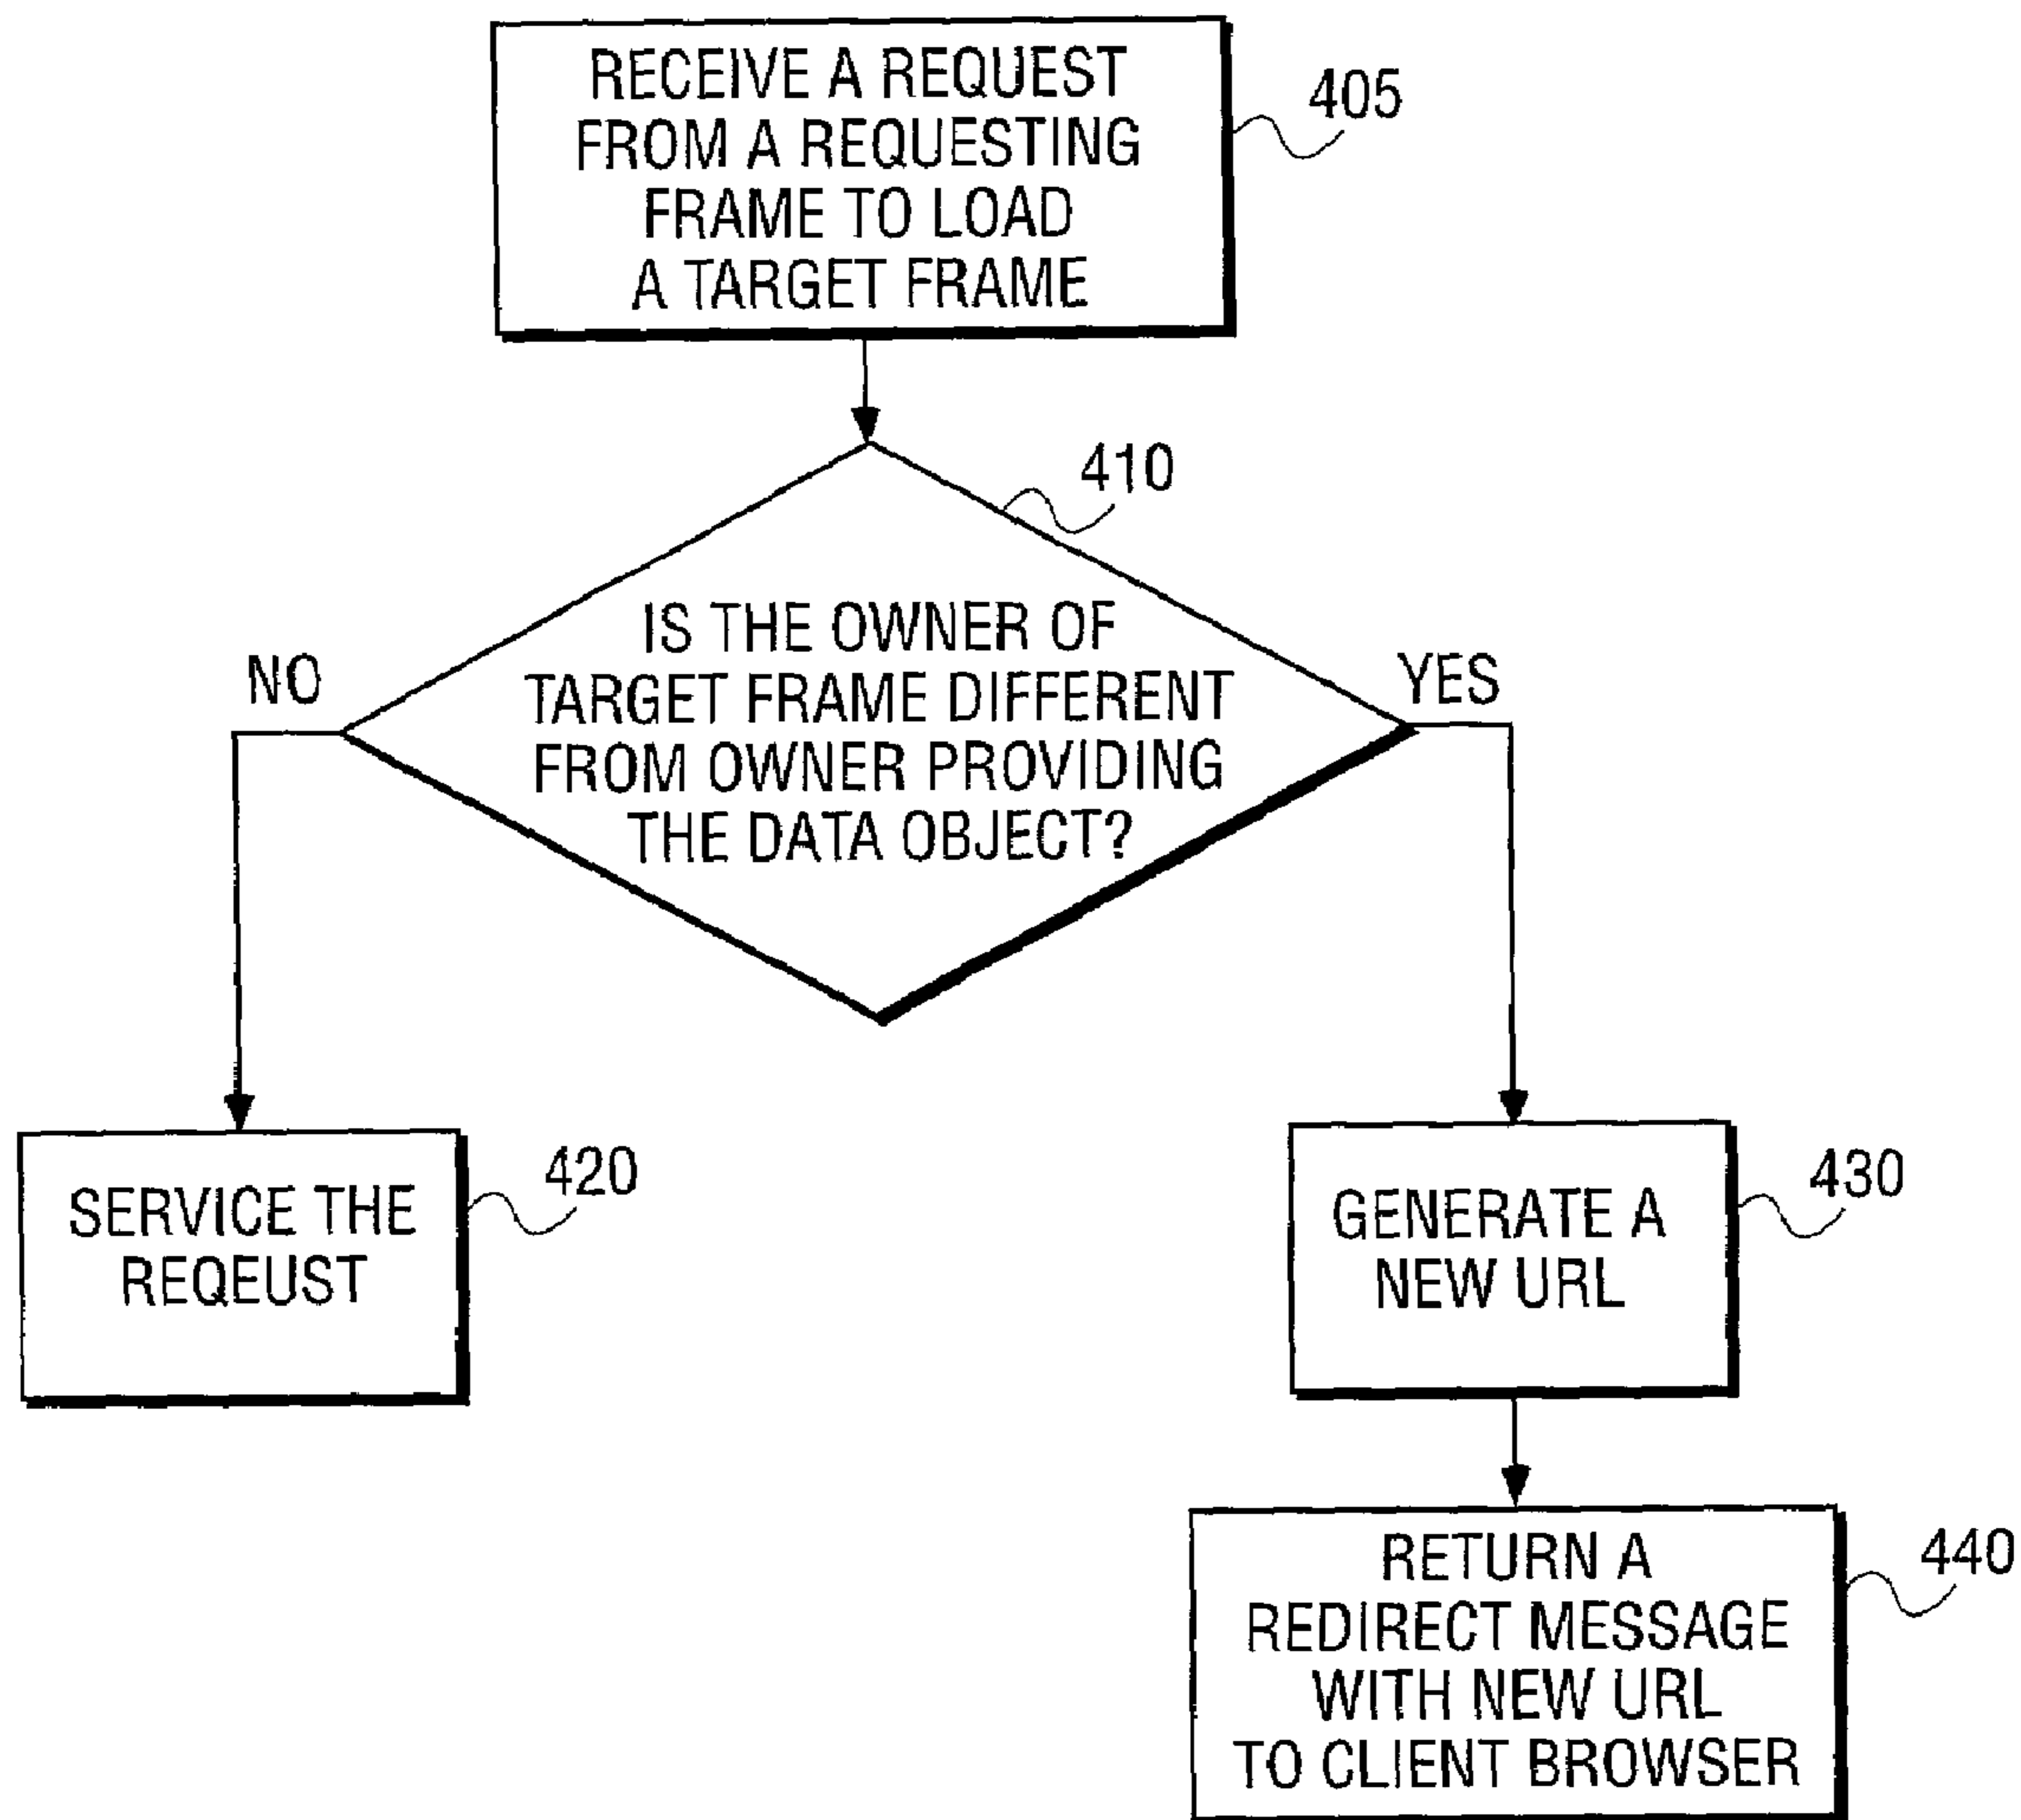 RECEIVE A REQUEST
FROM A REQUESTING
FRAME TO LOAD
A TARGET FRAME
405
410
IS THE OWNER OF
TARGET FRAME DIFFERENT
FROM OWNER PROVIDING
THE DATA OBJECT?
NO
YES
SERVICE THE
REQEUST
420
GENERATE A
NEW URL
430
RETURN A
REDIRECT MESSAGE
WITH NEW URL
TO CLIENT BROWSER
440